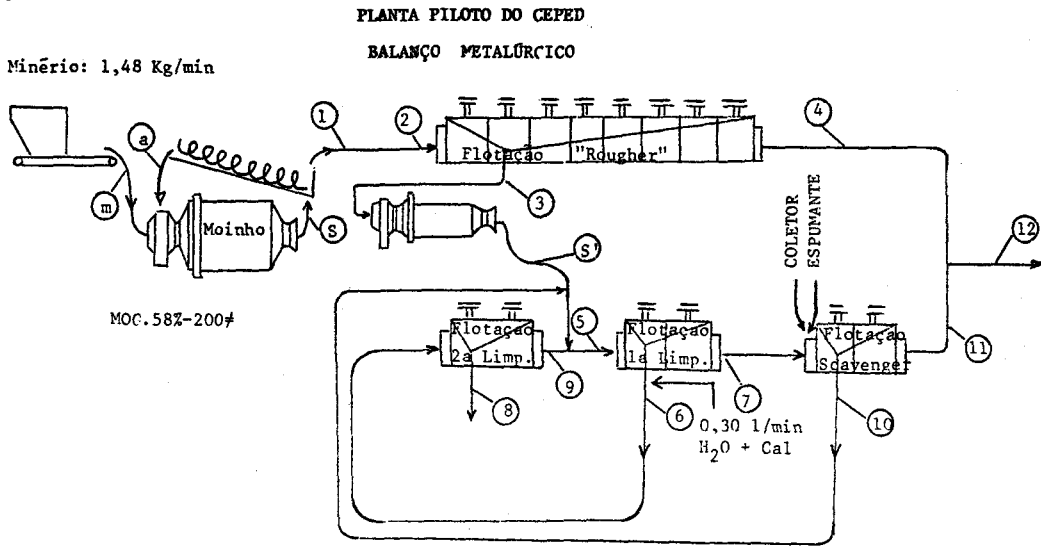 PLANTA PILOTO DO CEPED
BALANÇO METALÚRCICO
Minério: 1,48 Kg/min
a
1
2
4
Flotação "Rougher"
m
Moinho
S
3
S'
12
COLETOR
ESPUMANTE
MOC.58%-200≠
Flotação
2a Limp.
5
Flotação
1a Limp.
Flotação
Scavenger
9
7
11
8
6
10
0,30 l/min
H₂O + Cal